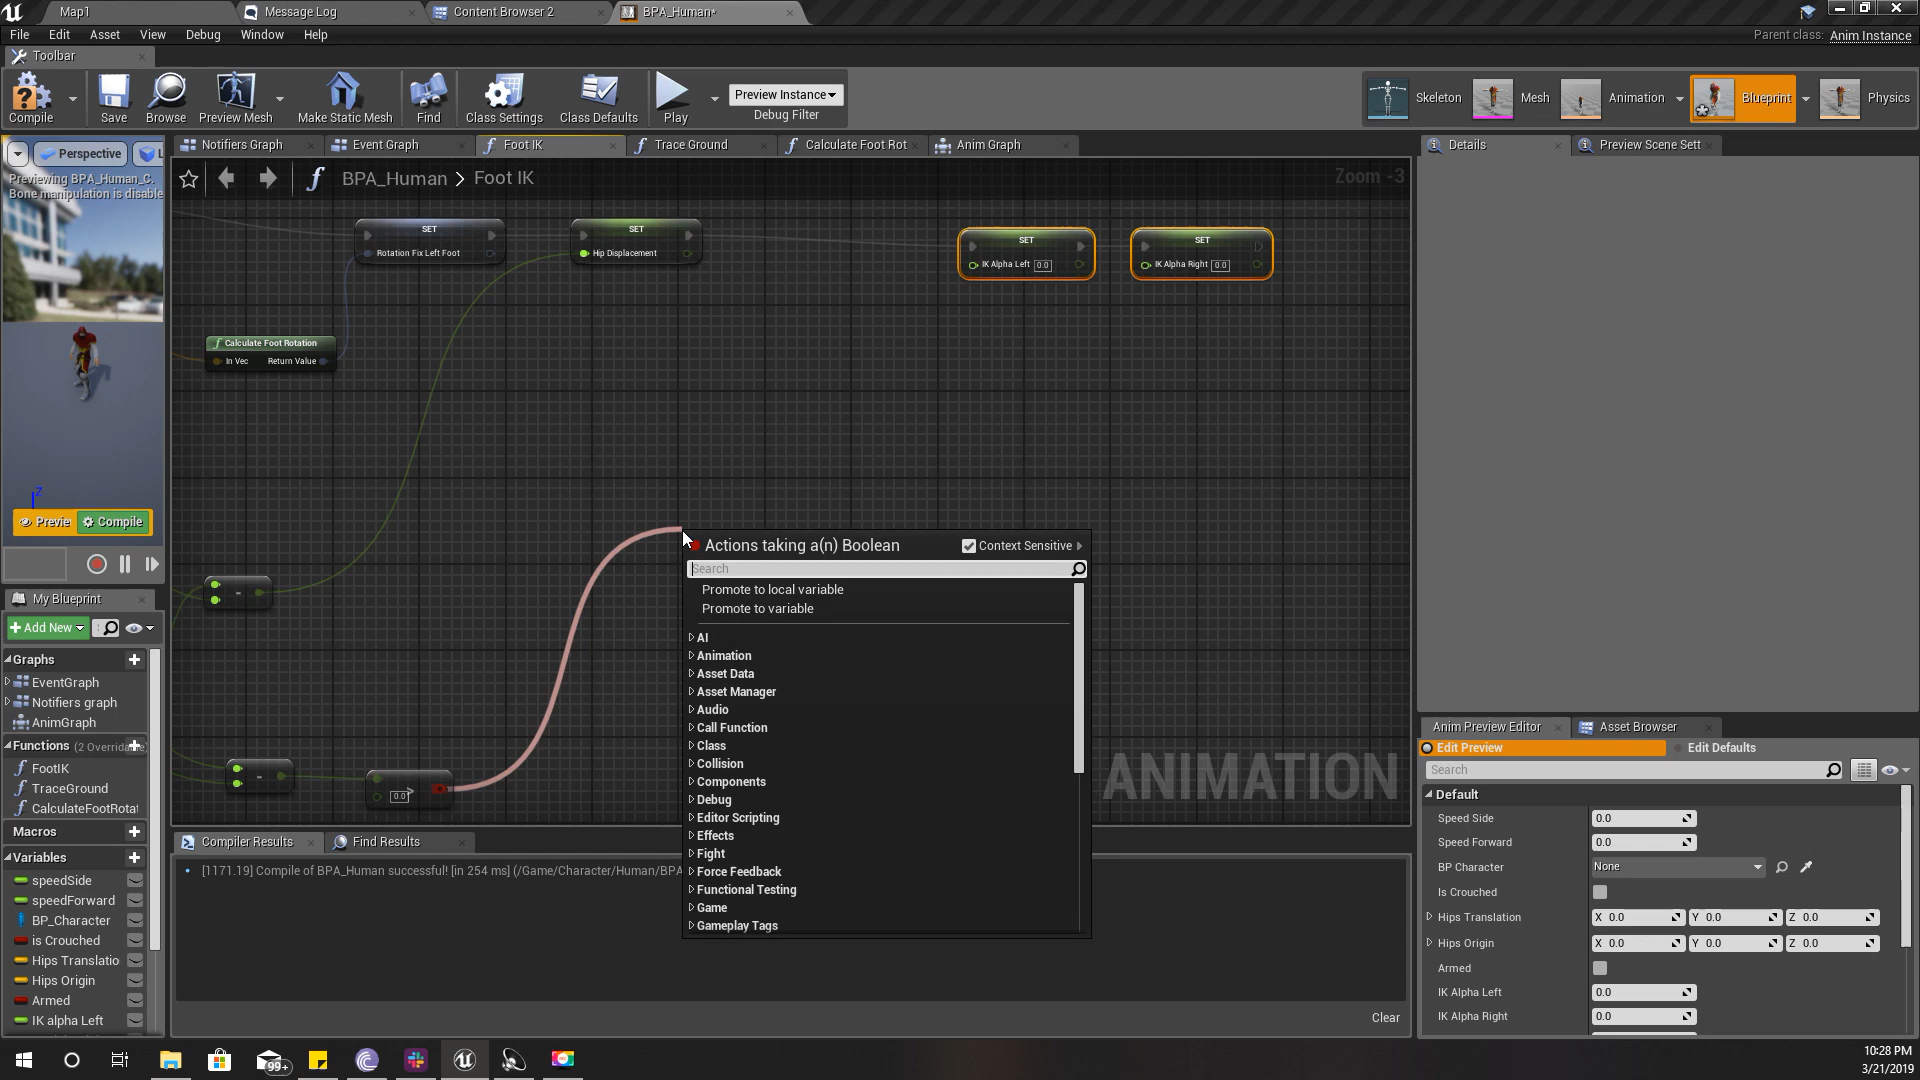 Map1
Message Log
Content Browser 2
BPA_Human*
File Edit Asset View Debug Window Help
Parent class: Anim Instance
Toolbar
Compile
Save
Browse
Preview Mesh
Make Static Mesh
Find
Class Settings
Class Defaults
Play
Preview Instance
Debug Filter
Skeleton
Mesh
Animation
Blueprint
Physics
Perspective
Previewing BPA_Human_C.
Bone manipulation is disable
Previe
Compile
Notifiers Graph
Event Graph
Foot IK
Trace Ground
Calculate Foot Rot
Anim Graph
BPA_Human > Foot IK
Zoom -3
SET
Rotation Fix Left Foot
SET
Hip Displacement
SET
IK Alpha Left 0.0
SET
IK Alpha Right 0.0
Calculate Foot Rotation
In Vec Return Value
-
-
0.0 >
ANIMATION
Actions taking a(n) Boolean
Context Sensitive
Search
Promote to local variable
Promote to variable
AI
Animation
Asset Data
Asset Manager
Audio
Call Function
Class
Collision
Components
Debug
Editor Scripting
Effects
Fight
Force Feedback
Functional Testing
Game
Gameplay Tags
My Blueprint
Add New
Graphs
EventGraph
Notifiers graph
AnimGraph
Functions (2 Overridable
FootIK
TraceGround
CalculateFootRotat
Macros
Variables
speedSide
speedForward
BP_Character
is Crouched
Hips Translatio
Hips Origin
Armed
IK alpha Left
Compiler Results
Find Results
[1171.19] Compile of BPA_Human successful! [in 254 ms] (/Game/Character/Human/BPA
Clear
Details
Preview Scene Sett
Anim Preview Editor
Asset Browser
Edit Preview
Edit Defaults
Search
Default
Speed Side 0.0
Speed Forward 0.0
BP Character None
Is Crouched
Hips Translation X 0.0 Y 0.0 Z 0.0
Hips Origin X 0.0 Y 0.0 Z 0.0
Armed
IK Alpha Left 0.0
IK Alpha Right 0.0
Z
99+
10:28 PM
3/21/2019